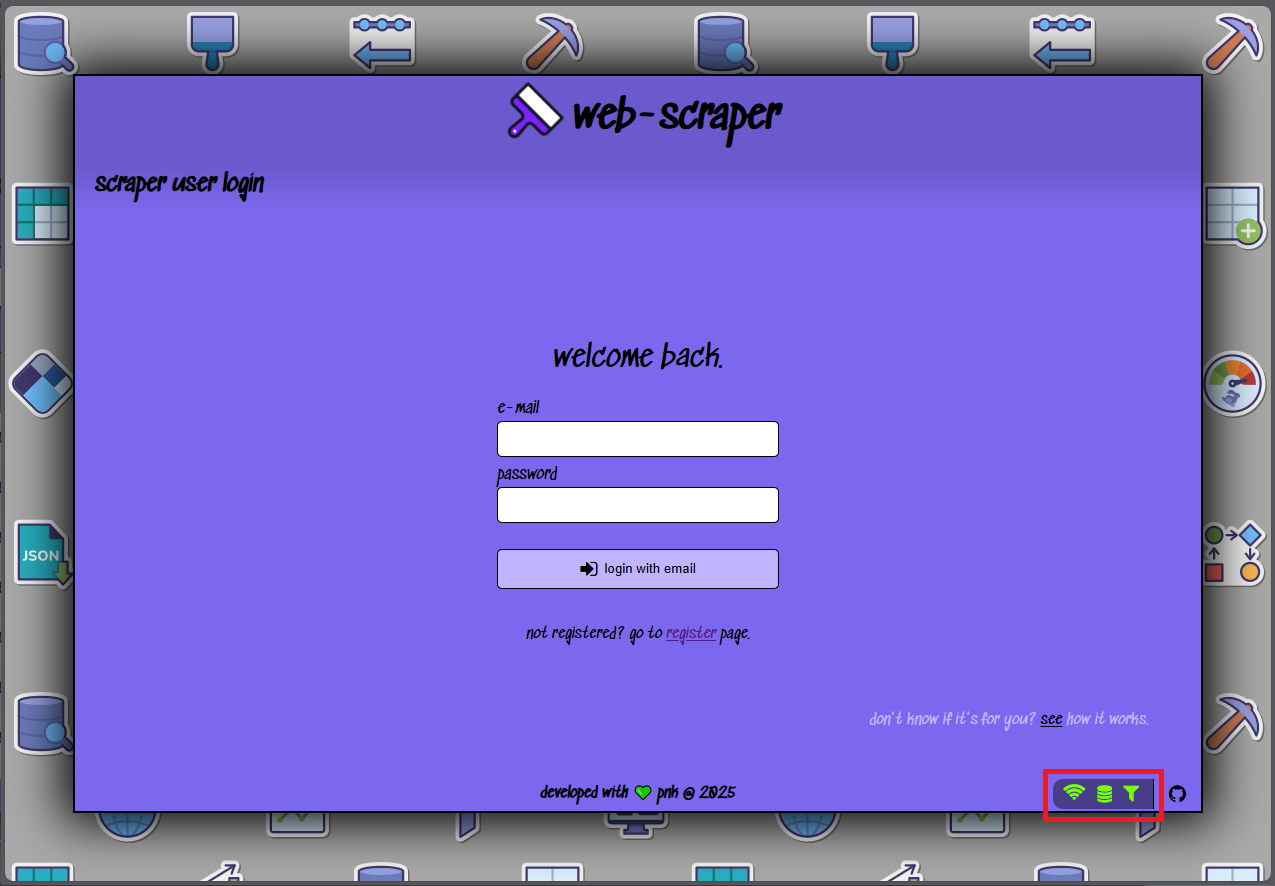 web-scraper
scraper user login
welcome back.
e-mail
password
login with email
not registered? go to register page.
don't know if it's for you? see how it works.
developed with pnk @ 2025
JSON